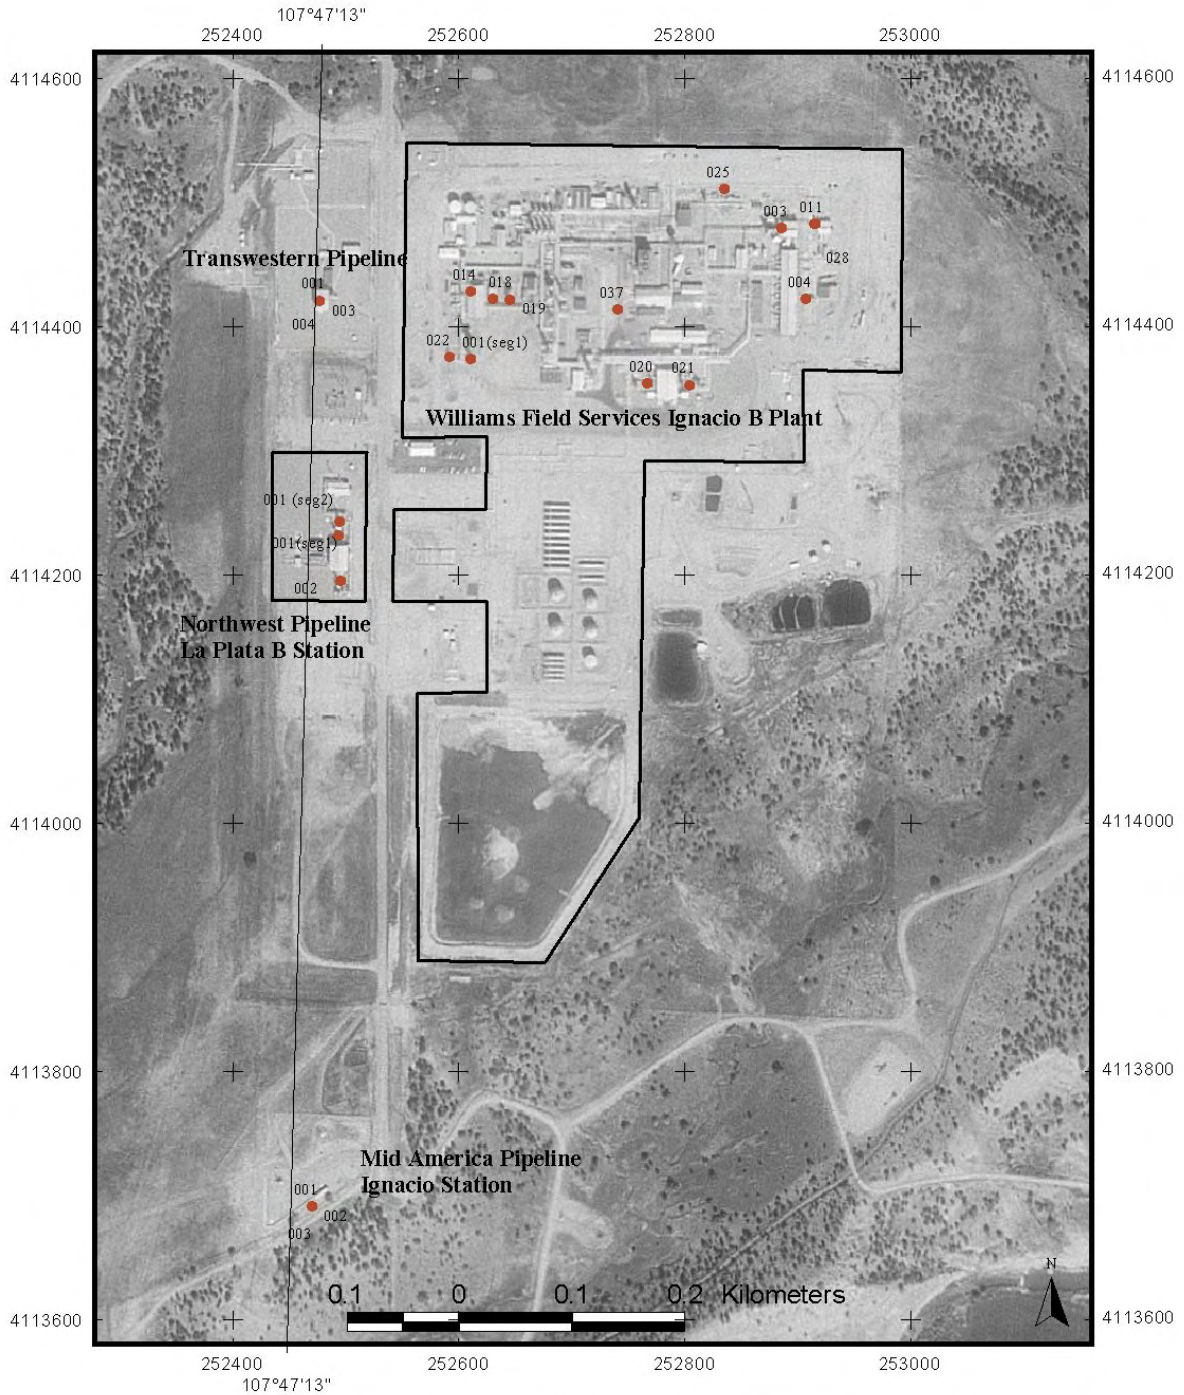 107°47'13"
252400 252600 252800 253000
4114600 4114600
025
003 011
Transwestern Pipeline
028
001
014 018
004
037
003
019
004
4114400 4114400
022 001(seg1)
020 021
Williams Field Services Ignacio B Plant
001 (seg2)
001(seg1)
4114200 4114200
002
Northwest Pipeline
La Plata B Station
4114000 4114000
4113800 4113800
Mid America Pipeline
Ignacio Station
001
002
003
N
0.1 0 0.1 0.2 Kilometers
4113600 4113600
252400 252600 252800 253000
107°47'13"